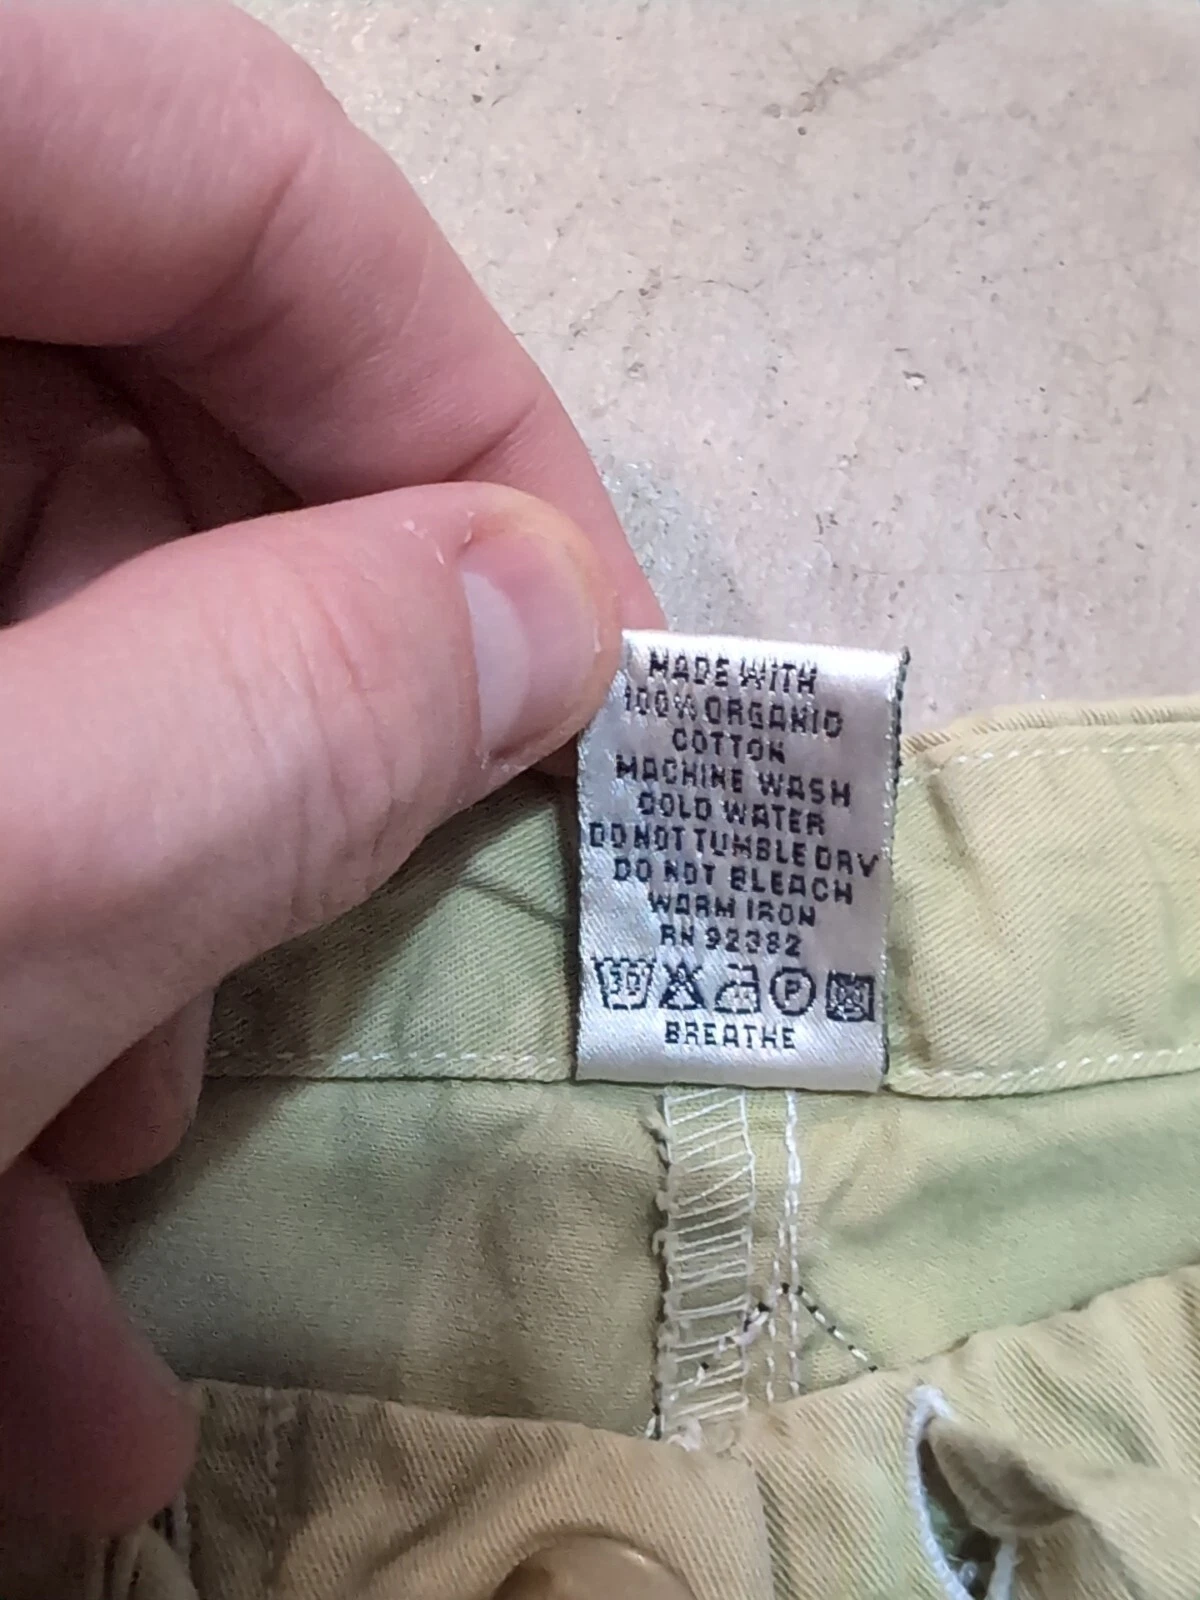 MADE WITH
100% ORGANIC
COTTON
MACHINE WASH
COLD WATER
DO NOT TUMBLE DRY
DO NOT BLEACH
WARM IRON
RN 92382
30 P
BREATHE